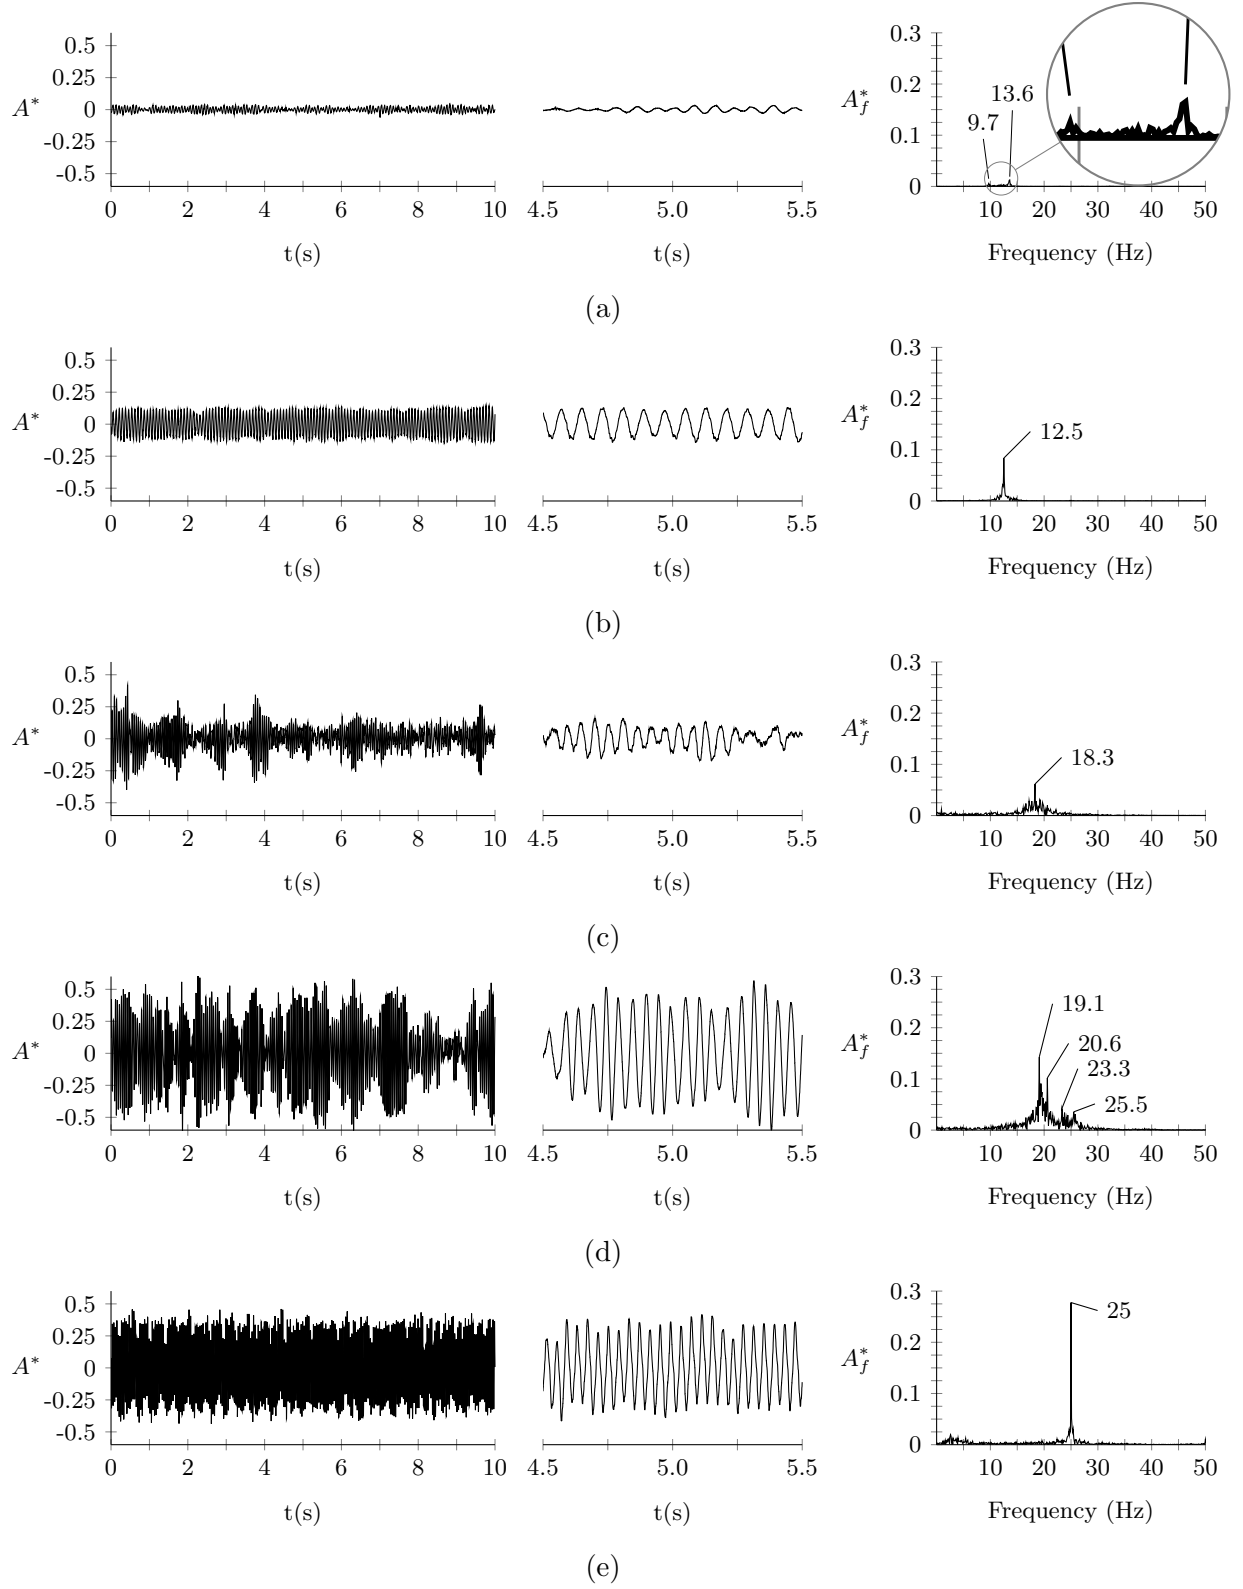 0.5
0.25
A*
0
-0.25
-0.5
0 2 4 6 8 10
t(s)
4.5 5.0 5.5
t(s)
0.3
0.2
A*f
0.1
0
9.7
13.6
10 20 30 40 50
Frequency (Hz)
(a)
0.5
0.25
A*
0
-0.25
-0.5
0 2 4 6 8 10
t(s)
4.5 5.0 5.5
t(s)
0.3
0.2
A*f
0.1
0
12.5
10 20 30 40 50
Frequency (Hz)
(b)
0.5
0.25
A*
0
-0.25
-0.5
0 2 4 6 8 10
t(s)
4.5 5.0 5.5
t(s)
0.3
0.2
A*f
0.1
0
18.3
10 20 30 40 50
Frequency (Hz)
(c)
0.5
0.25
A*
0
-0.25
-0.5
0 2 4 6 8 10
t(s)
4.5 5.0 5.5
t(s)
0.3
0.2
A*f
0.1
0
19.1
20.6
23.3
25.5
10 20 30 40 50
Frequency (Hz)
(d)
0.5
0.25
A*
0
-0.25
-0.5
0 2 4 6 8 10
t(s)
4.5 5.0 5.5
t(s)
0.3
0.2
A*f
0.1
0
25
10 20 30 40 50
Frequency (Hz)
(e)